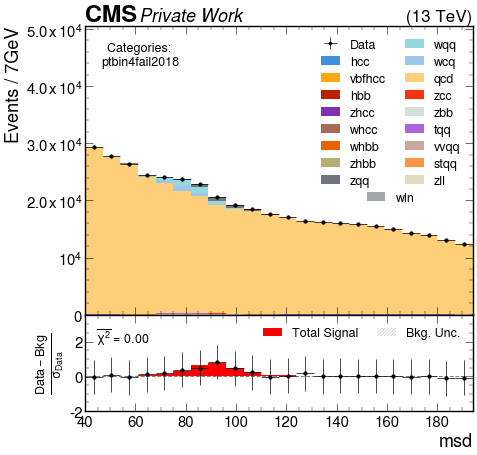 CMS Private Work (13 TeV)
Events / 7GeV
5.0×10⁴
4.0×10⁴
3.0×10⁴
2.0×10⁴
10⁴
0
Categories:
ptbin4fail2018
Data
hcc
vbfhcc
hbb
zhcc
whcc
whbb
zhbb
zqq
wqq
wcq
qcd
zcc
zbb
tqq
vvqq
stqq
zll
wln
Data - Bkg
σData
2
0
-2
χ² = 0.00
Total Signal
Bkg. Unc.
40 60 80 100 120 140 160 180
msd